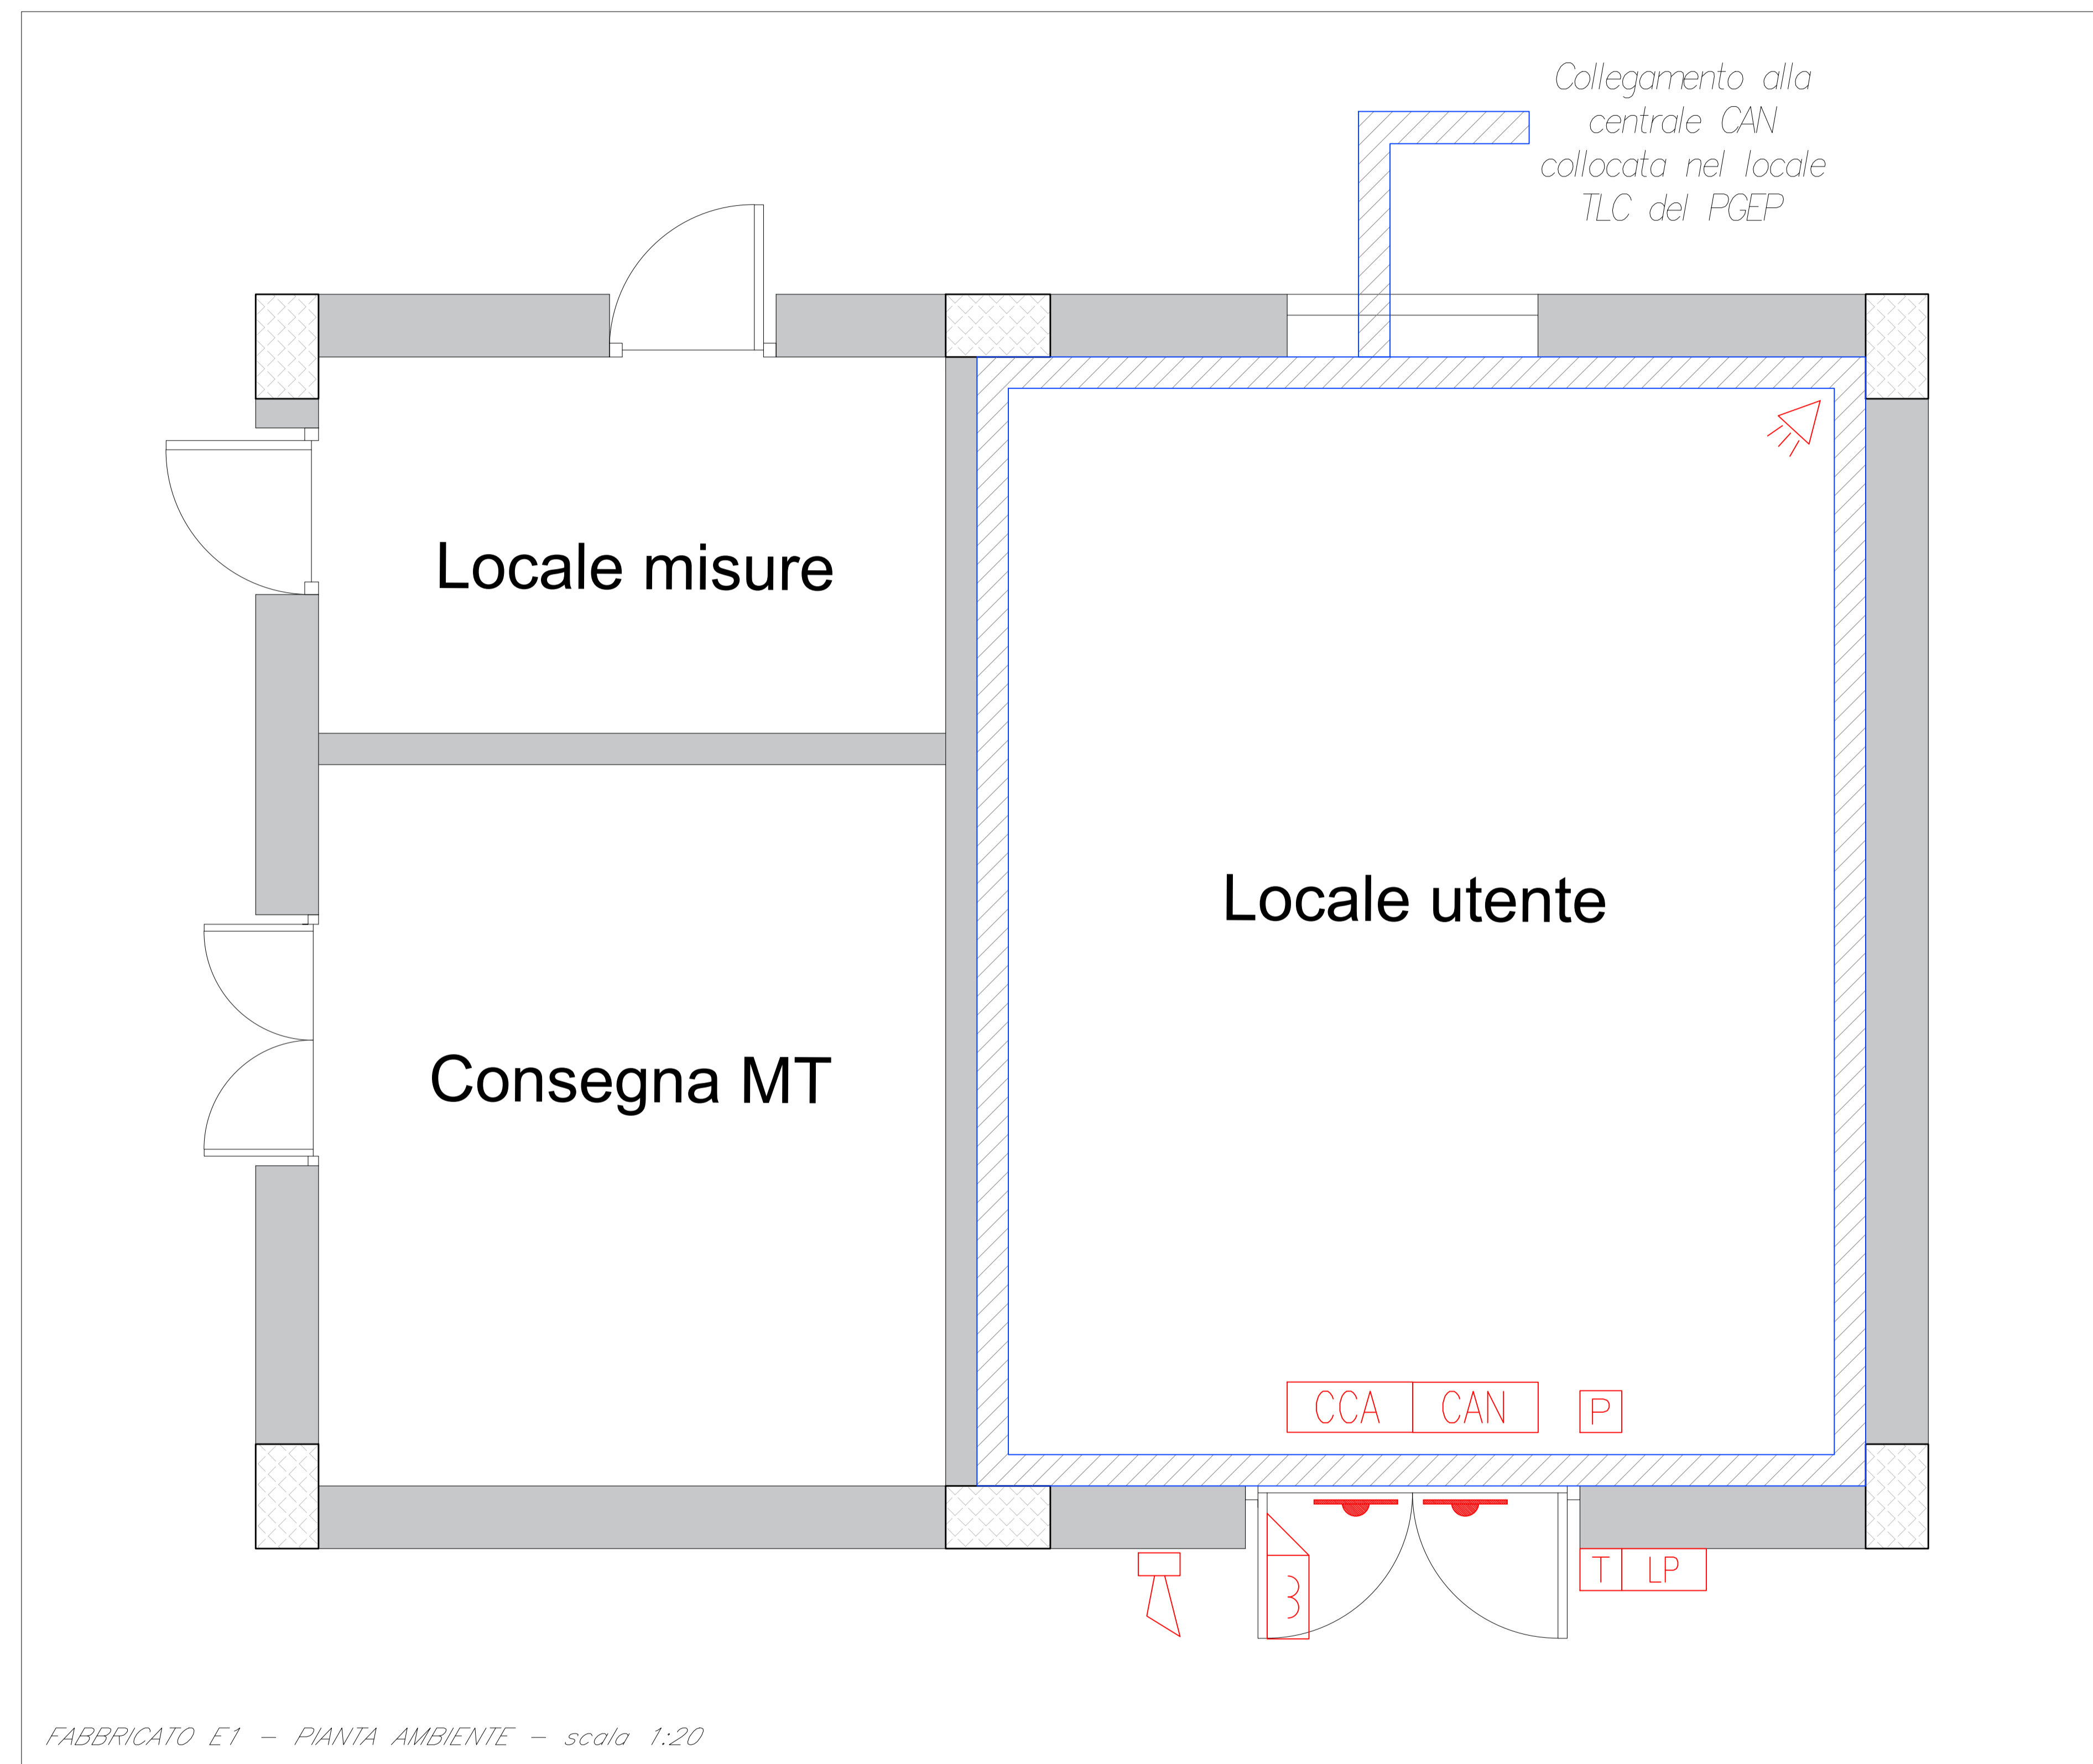 Collegamento alla
centrale CAN
collocata nel locale
TLC del PGEP
Locale misure
Locale utente
Consegna MT
CCA CAN P
3
T LP
FABBRICATO E1 - PIANTA AMBIENTE - scala 1:20